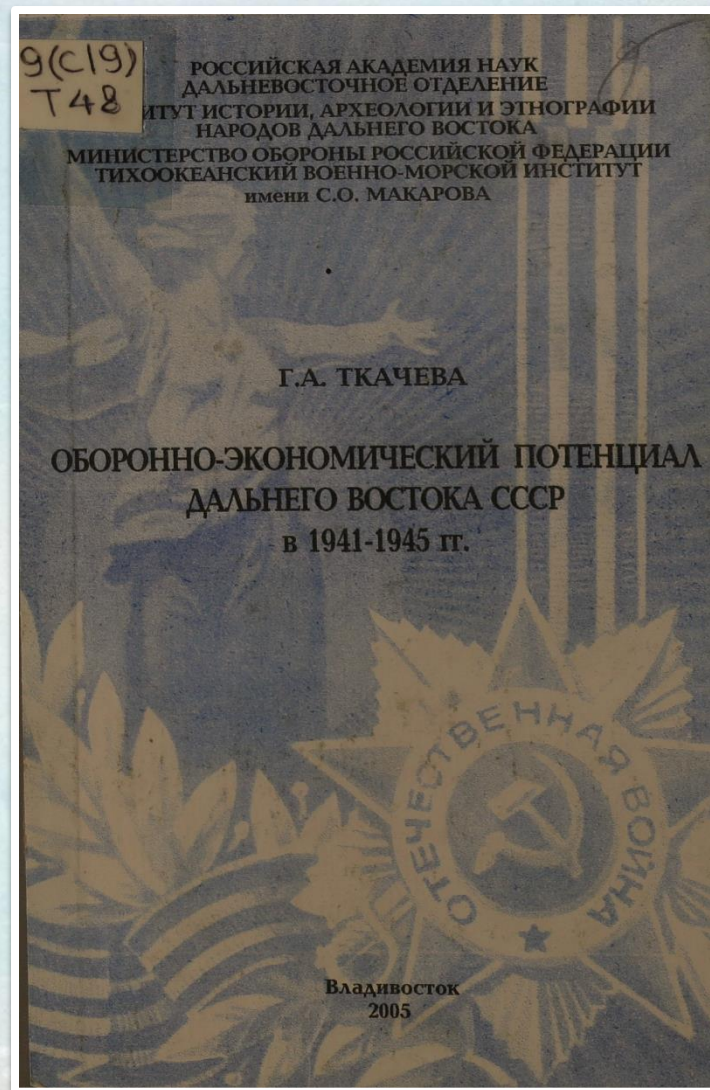 9(С19)
Т48
РОССИЙСКАЯ АКАДЕМИЯ НАУК
ДАЛЬНЕВОСТОЧНОЕ ОТДЕЛЕНИЕ
ИТУТ ИСТОРИИ, АРХЕОЛОГИИ И ЭТНОГРАФИИ
НАРОДОВ ДАЛЬНЕГО ВОСТОКА
МИНИСТЕРСТВО ОБОРОНЫ РОССИЙСКОЙ ФЕДЕРАЦИИ
ТИХООКЕАНСКИЙ ВОЕННО-МОРСКОЙ ИНСТИТУТ
имени С.О. МАКАРОВА
Г.А. ТКАЧЕВА
ОБОРОННО-ЭКОНОМИЧЕСКИЙ ПОТЕНЦИАЛ
ДАЛЬНЕГО ВОСТОКА СССР
в 1941-1945 гг.
ОТЕЧЕСТВЕННАЯ ВОЙНА
Владивосток
2005